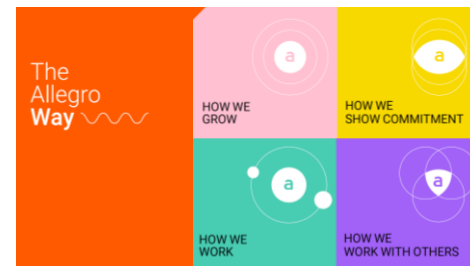 The
Allegro
Way
a
HOW WE
GROW
a
HOW WE
SHOW COMMITMENT
a
HOW WE
WORK
a
HOW WE
WORK WITH OTHERS